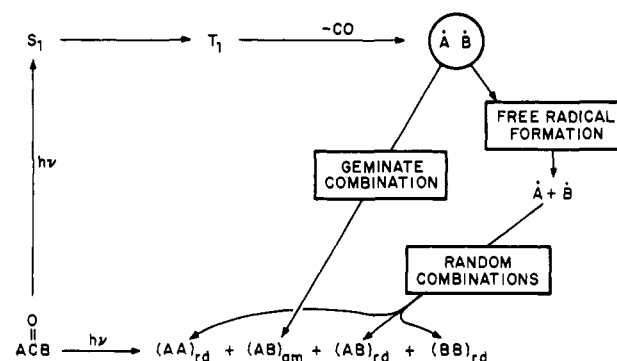 S₁
T₁
-CO
Ȧ Ḃ
FREE RADICAL
FORMATION
GEMINATE
COMBINATION
hν
Ȧ + Ḃ
RANDOM
COMBINATIONS
O
ACB
hν
(AA)rd + (AB)gm + (AB)rd + (BB)rd